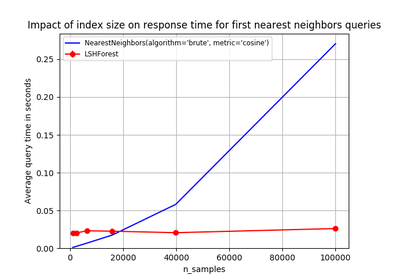 Impact of index size on response time for first nearest neighbors queries
NearestNeighbors(algorithm='brute', metric='cosine')
LSHForest
Average query time in seconds
0.25
0.20
0.15
0.10
0.05
0.00
0 20000 40000 60000 80000 100000
n_samples